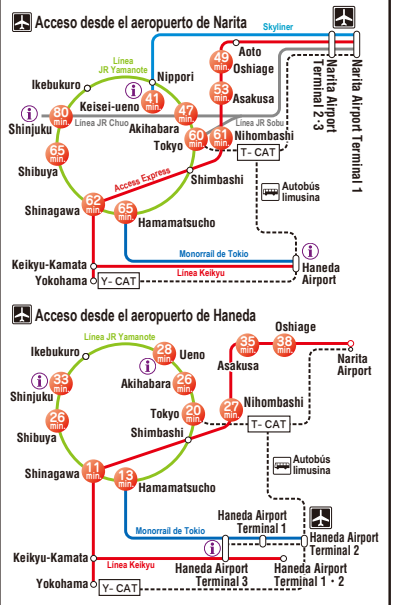 Acceso desde el aeropuerto de Narita
Skyliner
Línea
JR Yamanote
Aoto
49
min.
Oshiage
Ikebukuro
Nippori
Keisei-ueno
41
min.
53
min.
Asakusa
80
min.
Shinjuku
Línea JR Chuo
47
min.
Akihabara
Línea JR Sobu
Tokyo
60
min.
61
min.
Nihombashi
T- CAT
Narita Airport
Terminal 2･3
Narita Airport Terminal 1
65
min.
Shibuya
Access Express
Shimbashi
Autobús
limusina
62
min.
Shinagawa
65
min.
Hamamatsucho
Monorraíl de Tokio
Haneda
Airport
Keikyu-Kamata
Línea Keikyu
Yokohama
Y- CAT
Acceso desde el aeropuerto de Haneda
Línea JR Yamanote
Oshiage
Ikebukuro
28
min.
Ueno
35
min.
38
min.
Asakusa
Narita
Airport
33
min.
Shinjuku
Akihabara
26
min.
Tokyo
20
min.
27
min.
Nihombashi
26
min.
Shibuya
Shimbashi
T- CAT
11
min.
Shinagawa
13
min.
Hamamatsucho
Autobús
limusina
Monorraíl de Tokio
Haneda Airport
Terminal 1
Haneda Airport
Terminal 2
Keikyu-Kamata
Línea Keikyu
Haneda Airport
Terminal 3
Haneda Airport
Terminal 1・2
Yokohama
Y- CAT